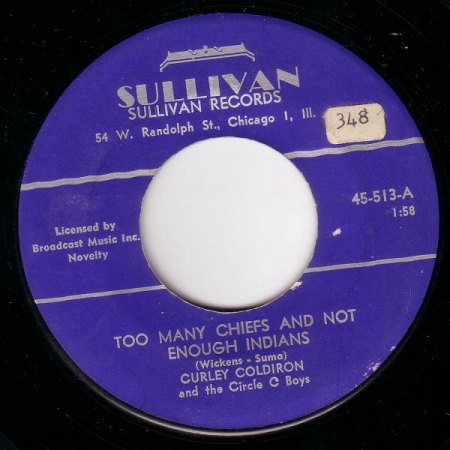 SULLIVAN
SULLIVAN RECORDS
54 W. Randolph St., Chicago 1, Ill.
348
45-513-A
1:58
Licensed by
Broadcast Music Inc.
Novelty
TOO MANY CHIEFS AND NOT
ENOUGH INDIANS
(Wickens - Suma)
CURLEY COLDIRON
and the Circle C Boys